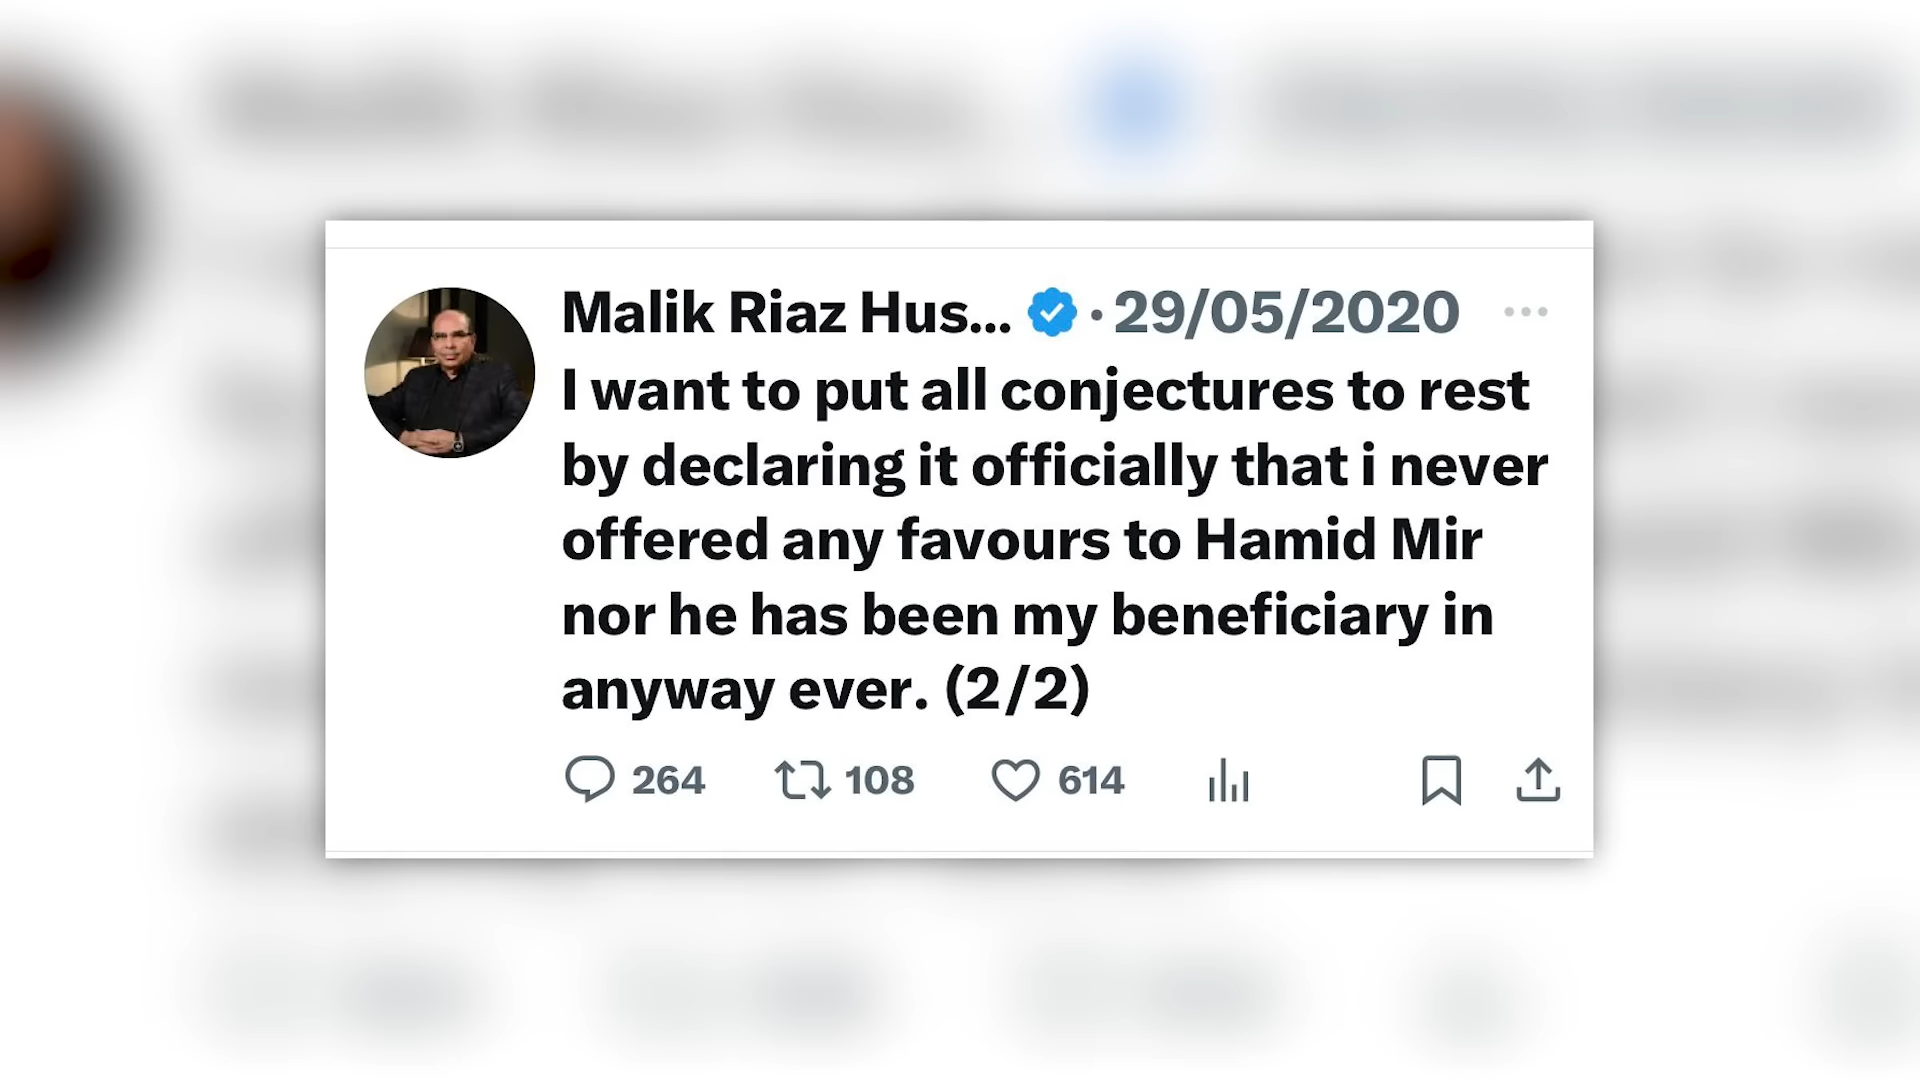 Malik Riaz Hus... · 29/05/2020
I want to put all conjectures to rest
by declaring it officially that i never
offered any favours to Hamid Mir
nor he has been my beneficiary in
anyway ever. (2/2)
264 108 614